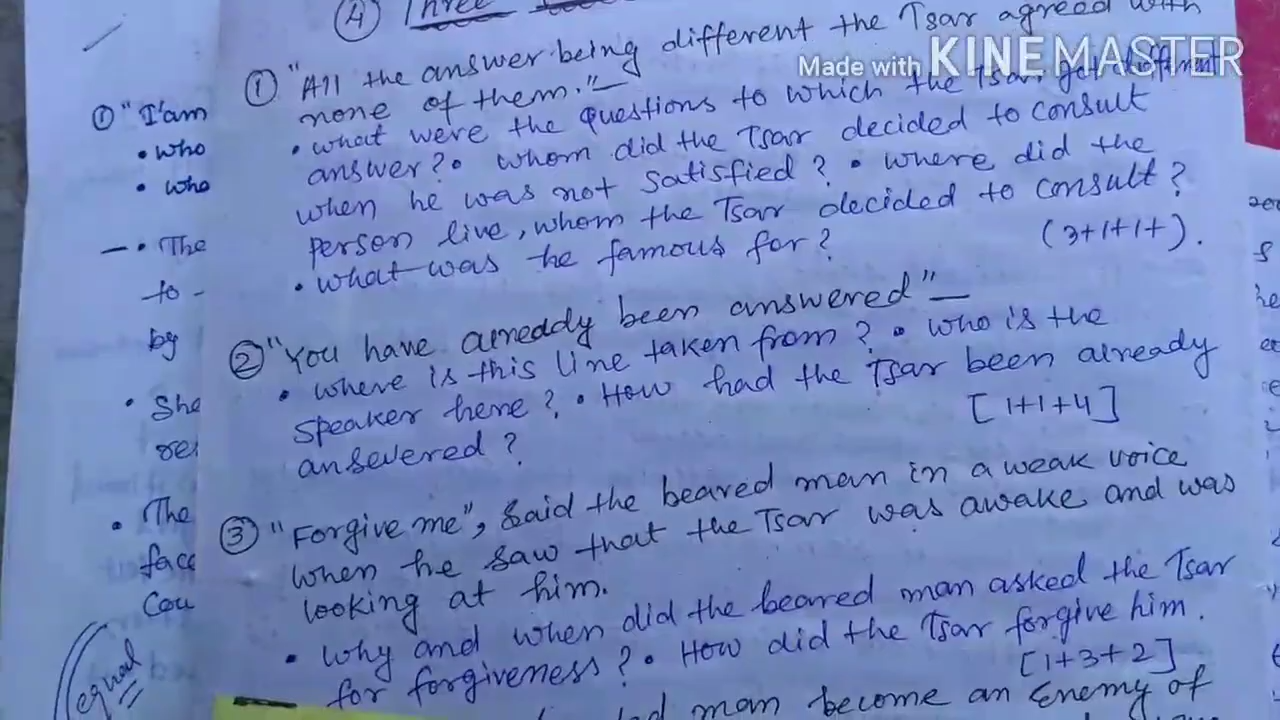 ④ Three
① "All the answer being different the Tsar agreed with
none of them."—
• what were the questions to which the Tsar get different
answer? • whom did the Tsar decided to consult
when he was not satisfied? • where did the
person live, whom the Tsar decided to consult?
• what was he famous for? (3+1+1+).
② "You have alreddy been answered"—
• where is this line taken from? • who is the
speaker here? • How had the Tsar been already
ansevered? [1+1+4]
③ "Forgive me", Said the beared man in a weak voice
when he saw that the Tsar was awake and was
looking at him.
• why and when did the beared man asked the Tsar
for forgiveness? • How did the Tsar forgive him.
[1+3+2]
man become an Enemy of
① "I am
• who
• who
— • The
to -
by
• She
• The
face
Cou
equal
Made with KINEMASTER